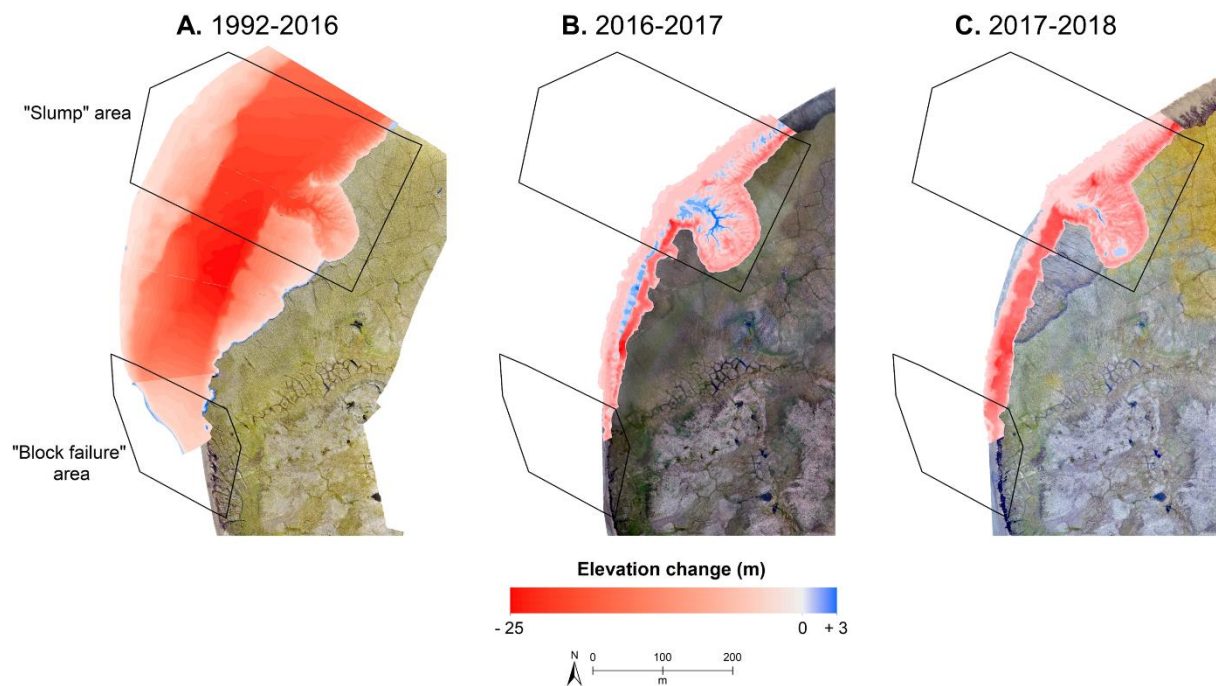 A. 1992-2016
B. 2016-2017
C. 2017-2018
"Slump" area
"Block failure"
area
Elevation change (m)
- 25
0
+ 3
N
0
100
200
m